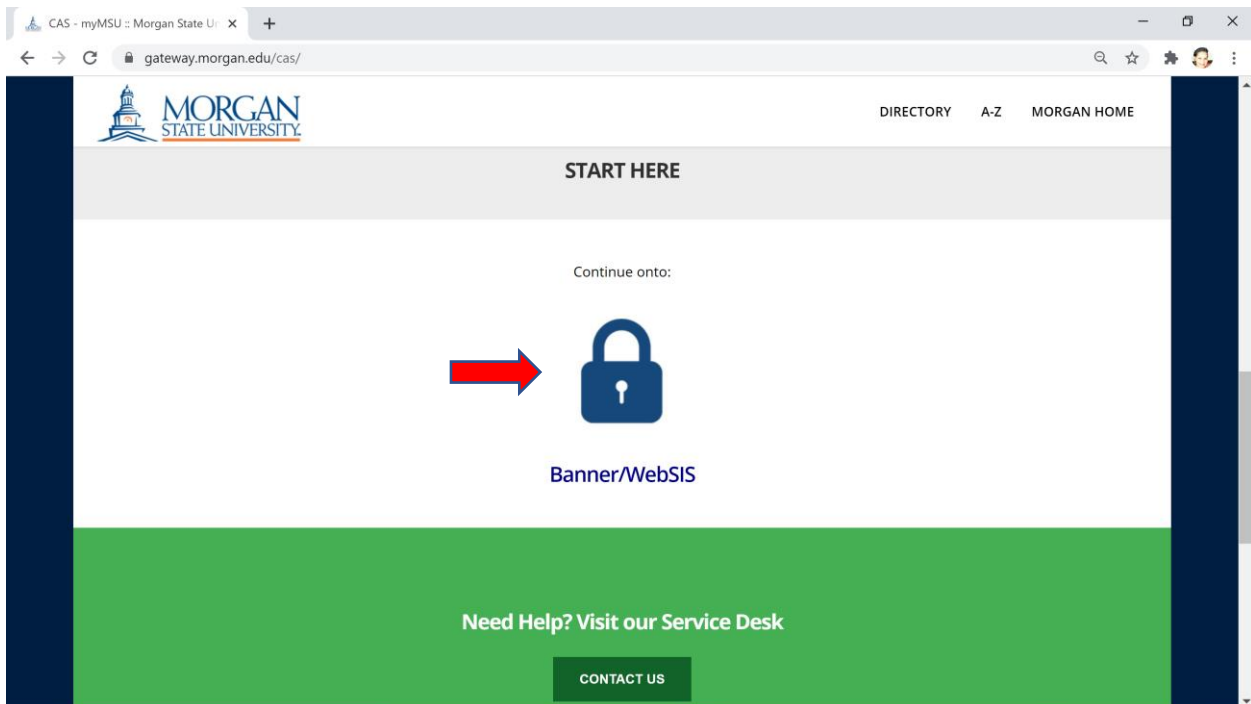 CAS - myMSU :: Morgan State Un
gateway.morgan.edu/cas/
MORGAN
STATE UNIVERSITY.
DIRECTORY A-Z MORGAN HOME
START HERE
Continue onto:
Banner/WebSIS
Need Help? Visit our Service Desk
CONTACT US